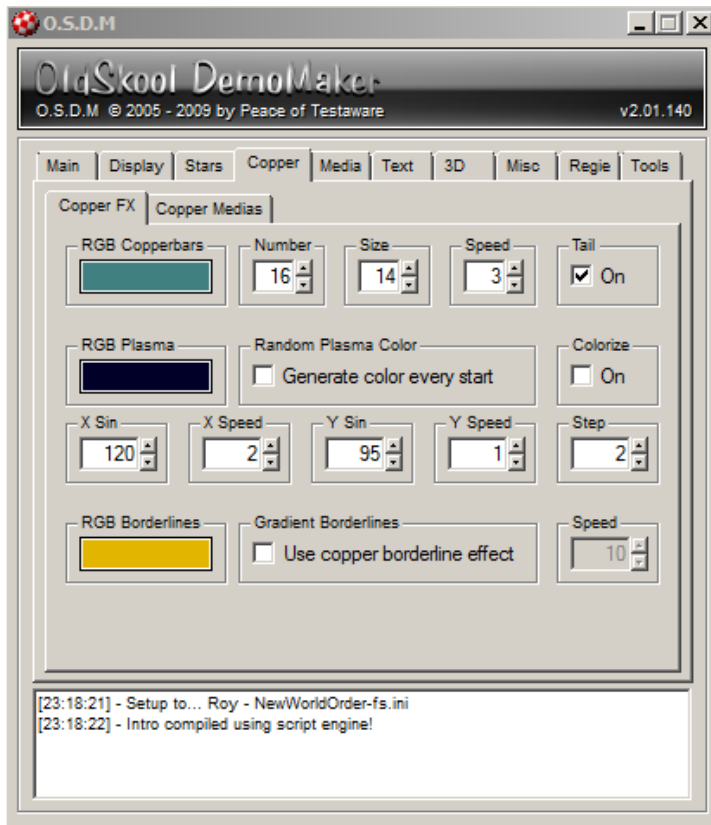 O.S.D.M
OldSkool DemoMaker
O.S.D.M © 2005 - 2009 by Peace of Testaware v2.01.140
Main Display Stars Copper Media Text 3D Misc Regie Tools
Copper FX Copper Medias
RGB Copperbars Number Size Speed Tail
16 14 3 On
RGB Plasma Random Plasma Color Colorize
Generate color every start On
X Sin X Speed Y Sin Y Speed Step
120 2 95 1 2
RGB Borderlines Gradient Borderlines Speed
Use copper borderline effect 10
[23:18:21] - Setup to... Roy - NewWorldOrder-fs.ini
[23:18:22] - Intro compiled using script engine!